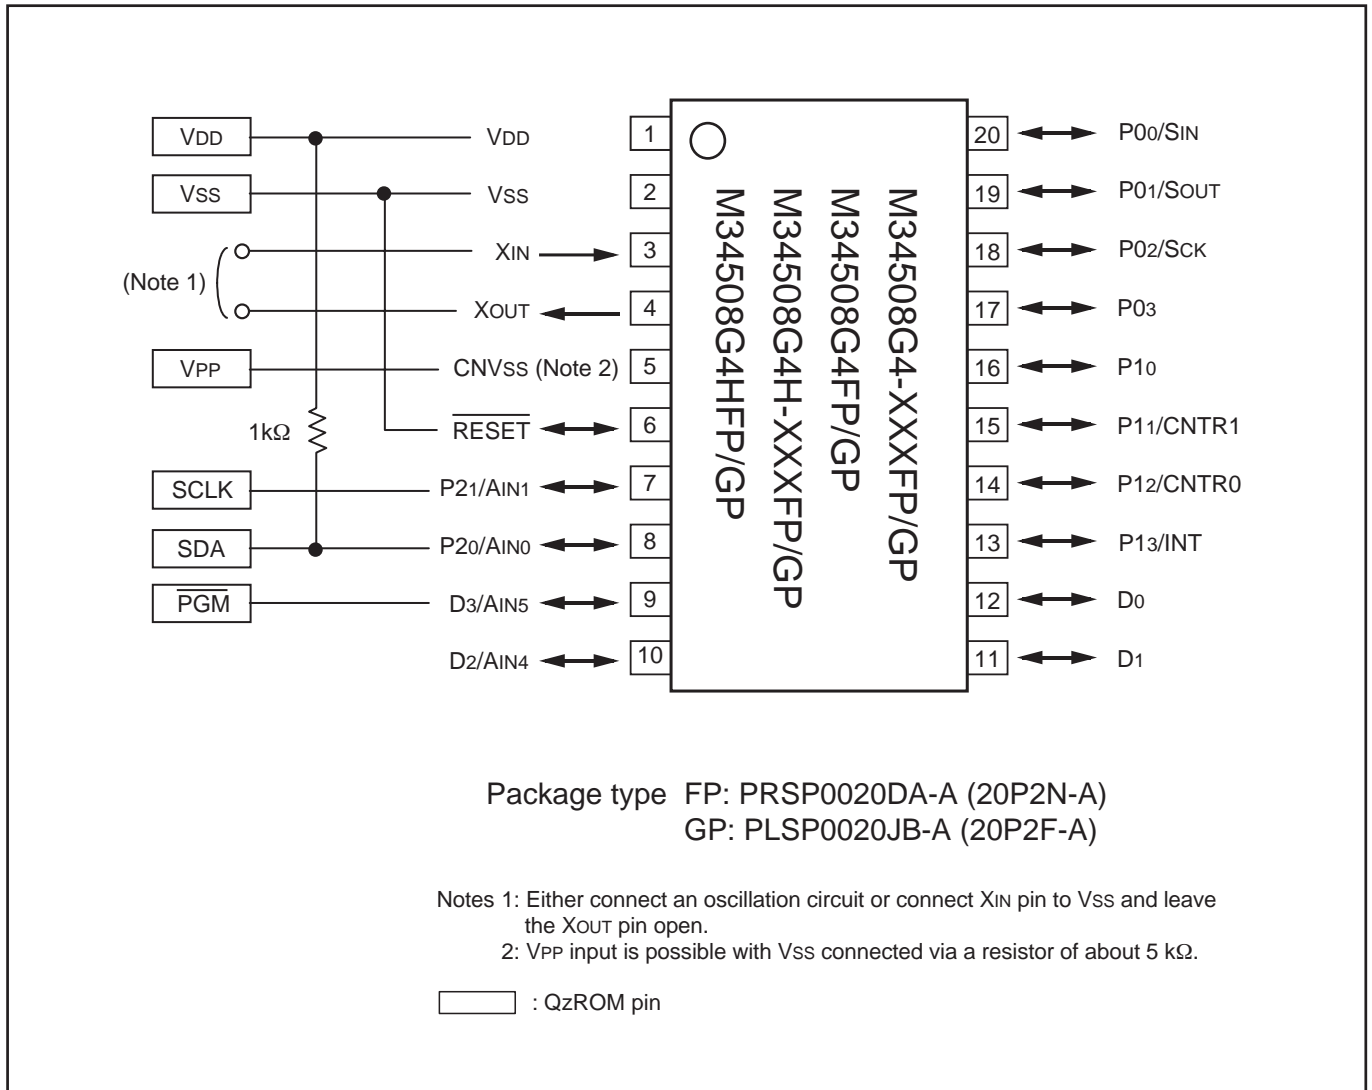 VDD VDD 1 20 P00/SIN
VSS VSS 2 19 P01/SOUT
XIN 3 18 P02/SCK
(Note 1)
XOUT 4 17 P03
VPP CNVSS (Note 2) 5 16 P10
1kΩ RESET 6 15 P11/CNTR1
SCLK P21/AIN1 7 14 P12/CNTR0
SDA P20/AIN0 8 13 P13/INT
PGM D3/AIN5 9 12 D0
D2/AIN4 10 11 D1
M34508G4-XXXFP/GP
M34508G4FP/GP
M34508G4H-XXXFP/GP
M34508G4HFP/GP
Package type FP: PRSP0020DA-A (20P2N-A)
GP: PLSP0020JB-A (20P2F-A)
Notes 1: Either connect an oscillation circuit or connect XIN pin to VSS and leave
the XOUT pin open.
2: VPP input is possible with VSS connected via a resistor of about 5 kΩ.
: QzROM pin